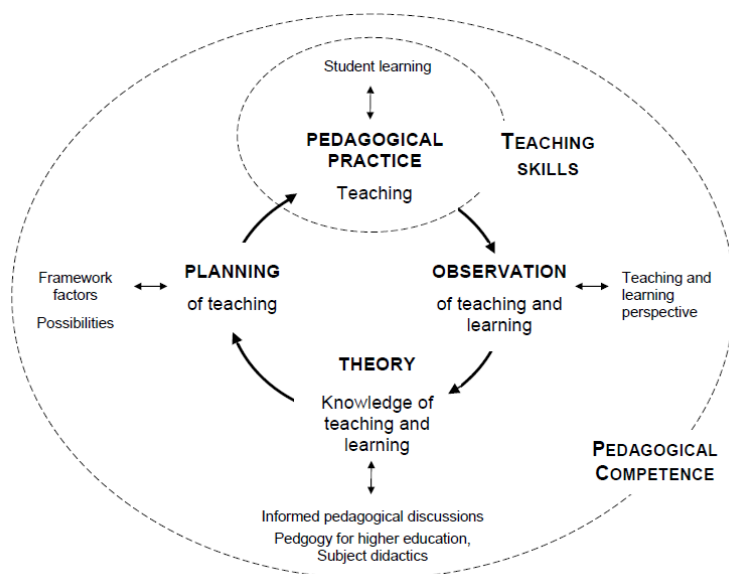 Student learning
PEDAGOGICAL
PRACTICE
Teaching
TEACHING
SKILLS
PLANNING
of teaching
Framework
factors
Possibilities
OBSERVATION
of teaching and
learning
Teaching and
learning
perspective
THEORY
Knowledge of
teaching and
learning
PEDAGOGICAL
COMPETENCE
Informed pedagogical discussions
Pedgogy for higher education,
Subject didactics